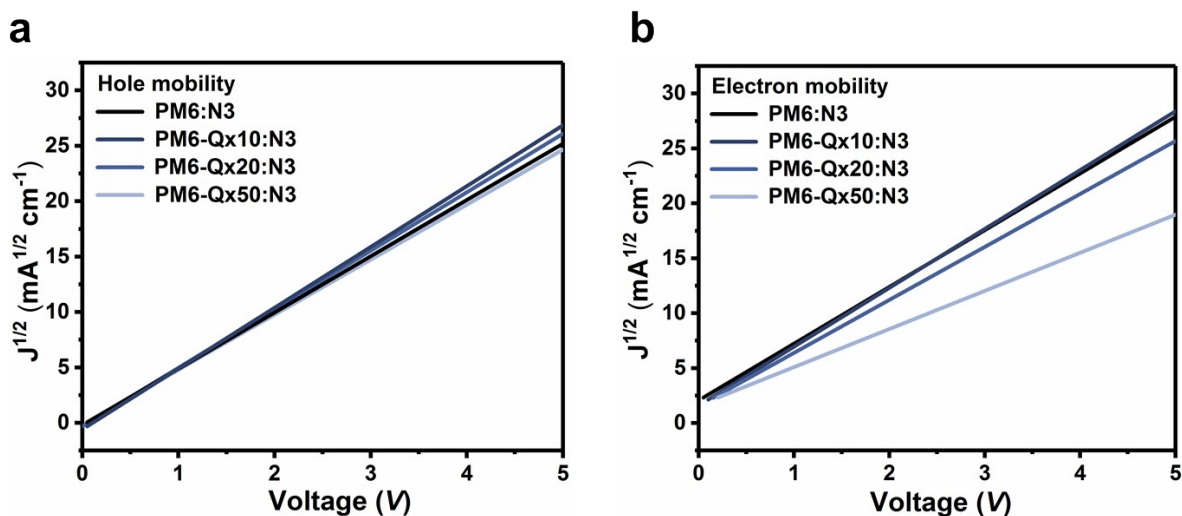 a
Hole mobility
PM6:N3
PM6-Qx10:N3
PM6-Qx20:N3
PM6-Qx50:N3
J1/2 (mA1/2 cm-1)
30
25
20
15
10
5
0
0 1 2 3 4 5
Voltage (V)
b
Electron mobility
PM6:N3
PM6-Qx10:N3
PM6-Qx20:N3
PM6-Qx50:N3
J1/2 (mA1/2 cm-1)
30
25
20
15
10
5
0
0 1 2 3 4 5
Voltage (V)